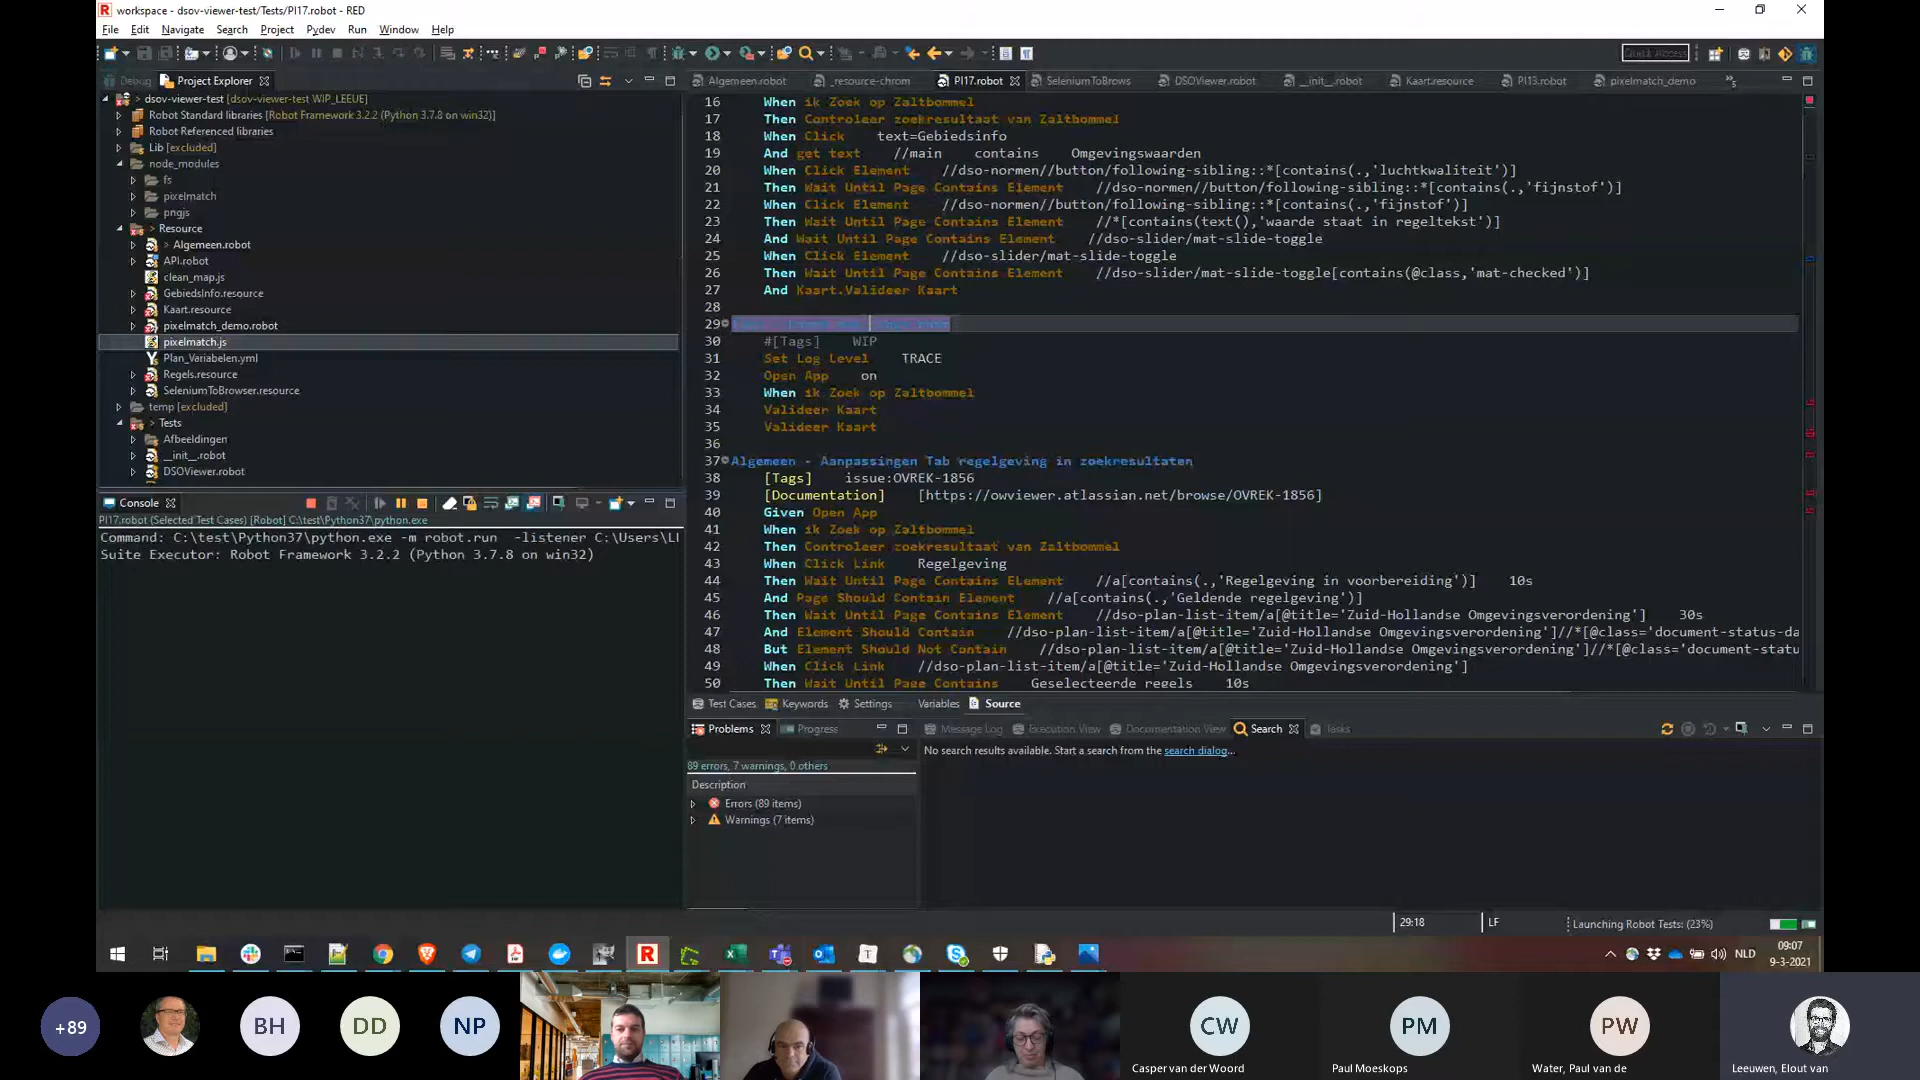 workspace - dsov-viewer-test/Tests/PI17.robot - RED
File Edit Navigate Search Project Pydev Run Window Help
Quick Access
Debug Project Explorer
Algemeen.robot _resource-chrom PI17.robot SeleniumToBrows DSOViewer.robot __init__.robot Kaart.resource PI13.robot pixelmatch_demo
> dsov-viewer-test [dsov-viewer-test WIP_LEEUE]
Robot Standard libraries [Robot Framework 3.2.2 (Python 3.7.8 on win32)]
Robot Referenced libraries
Lib [excluded]
node_modules
fs
pixelmatch
pngjs
> Resource
> Algemeen.robot
API.robot
clean_map.js
GebiedsInfo.resource
Kaart.resource
pixelmatch_demo.robot
pixelmatch.js
Plan_Variabelen.yml
Regels.resource
SeleniumToBrowser.resource
temp [excluded]
> Tests
Afbeeldingen
__init__.robot
DSOViewer.robot
16 When ik Zoek op Zaltbommel
17 Then Controleer zoekresultaat van Zaltbommel
18 When Click text=Gebiedsinfo
19 And get text //main contains Omgevingswaarden
20 When Click Element //dso-normen//button/following-sibling::*[contains(.,'luchtkwaliteit')]
21 Then Wait Until Page Contains Element //dso-normen//button/following-sibling::*[contains(.,'fijnstof')]
22 When Click Element //dso-normen//button/following-sibling::*[contains(.,'fijnstof')]
23 Then Wait Until Page Contains Element //*[contains(text(),'waarde staat in regeltekst')]
24 And Wait Until Page Contains Element //dso-slider/mat-slide-toggle
25 When Click Element //dso-slider/mat-slide-toggle
26 Then Wait Until Page Contains Element //dso-slider/mat-slide-toggle[contains(@class,'mat-checked')]
27 And Kaart.Valideer Kaart
28
29
30 #[Tags] WIP
31 Set Log Level TRACE
32 Open App on
33 When ik Zoek op Zaltbommel
34 Valideer Kaart
35 Valideer Kaart
36
37 Algemeen - Aanpassingen Tab regelgeving in zoekresultaten
38 [Tags] issue:OVREK-1856
39 [Documentation] [https://owviewer.atlassian.net/browse/OVREK-1856]
40 Given Open App
41 When ik Zoek op Zaltbommel
42 Then Controleer zoekresultaat van Zaltbommel
43 When Click Link Regelgeving
44 Then Wait Until Page Contains Element //a[contains(.,'Regelgeving in voorbereiding')] 10s
45 And Page Should Contain Element //a[contains(.,'Geldende regelgeving')]
46 Then Wait Until Page Contains Element //dso-plan-list-item/a[@title='Zuid-Hollandse Omgevingsverordening'] 30s
47 And Element Should Contain //dso-plan-list-item/a[@title='Zuid-Hollandse Omgevingsverordening']//*[@class='document-status-da
48 But Element Should Not Contain //dso-plan-list-item/a[@title='Zuid-Hollandse Omgevingsverordening']//*[@class='document-statu
49 When Click Link //dso-plan-list-item/a[@title='Zuid-Hollandse Omgevingsverordening']
50 Then Wait Until Page Contains Geselecteerde regels 10s
Console
PI17.robot (Selected Test Cases) [Robot] C:\test\Python37\python.exe
Command: C:\test\Python37\python.exe -m robot.run -listener C:\Users\LI
Suite Executor: Robot Framework 3.2.2 (Python 3.7.8 on win32)
Test Cases Keywords Settings Variables Source
Problems Progress
Message Log Execution View Documentation View Search Tasks
No search results available. Start a search from the search dialog...
89 errors, 7 warnings, 0 others
Description
Errors (89 items)
Warnings (7 items)
29:18 LF Launching Robot Tests: (23%)
NLD
09:07
9-3-2021
+89
BH
DD
NP
CW
PM
PW
Casper van der Woord
Paul Moeskops
Water, Paul van de
Leeuwen, Elout van